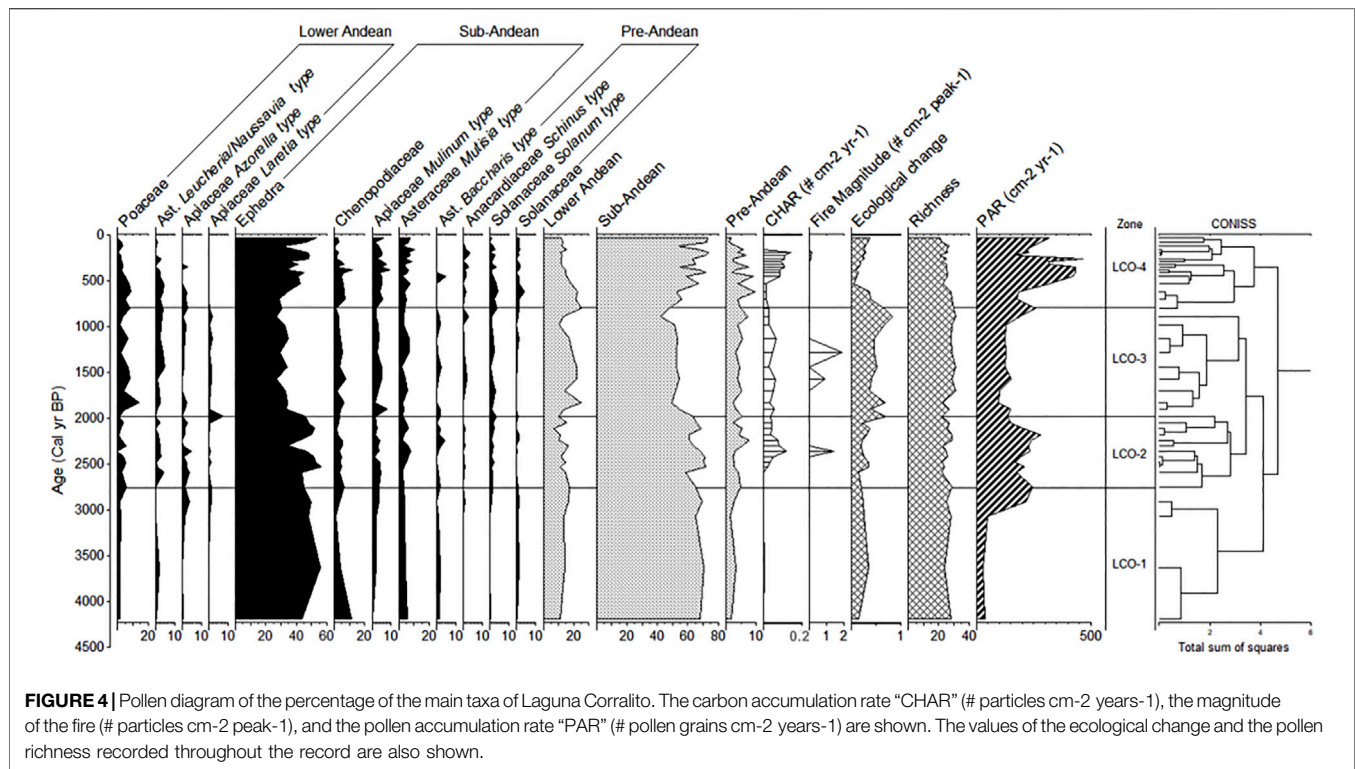 Lower Andean Sub-Andean Pre-Andean
Poaceae
Ast. Leucheria/Naussavia type
Apiaceae Azorella type
Apiaceae Laretia type
Ephedra
Chenopodiaceae
Apiaceae Mulinum type
Asteraceae Mutisia type
Ast. Baccharis type
Anacardiaceae Schinus type
Solanaceae Solanum type
Solanaceae
Lower Andean
Sub-Andean
Pre-Andean
CHAR (# cm-2 yr-1)
Fire Magnitude (# cm-2 peak-1)
Ecological change
Richness
PAR (cm-2 yr-1)
Zone CONISS
Age (Cal yr BP)
0
500
1000
1500
2000
2500
3000
3500
4000
4500
LCO-4
LCO-3
LCO-2
LCO-1
20 10 10 10 20 40 60 10 10 10 10 10 10 10 20 20 40 60 80 10 0.2 1 2 1 20 40 500 2 4 6
Total sum of squares
FIGURE 4 | Pollen diagram of the percentage of the main taxa of Laguna Corralito. The carbon accumulation rate “CHAR” (# particles cm-2 years-1), the magnitude
of the fire (# particles cm-2 peak-1), and the pollen accumulation rate “PAR” (# pollen grains cm-2 years-1) are shown. The values of the ecological change and the pollen
richness recorded throughout the record are also shown.